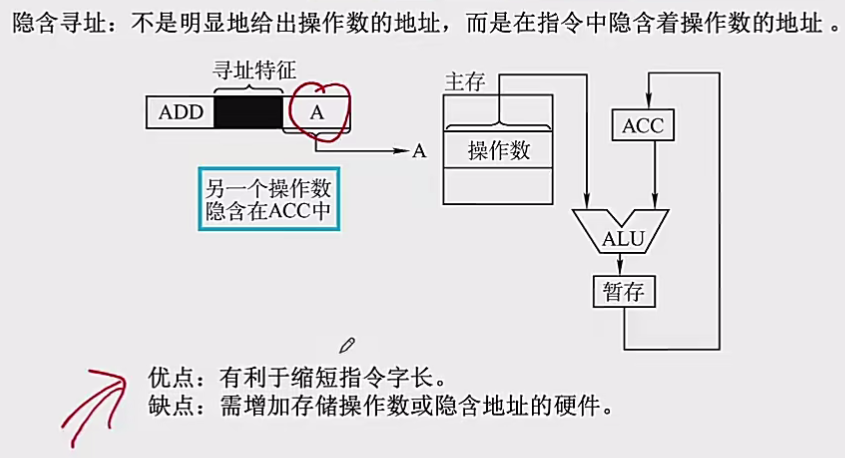 隐含寻址：不是明显地给出操作数的地址，而是在指令中隐含着操作数的地址 。
寻址特征
ADD
A
A
另一个操作数
隐含在ACC中
主存
操作数
ACC
ALU
暂存
优点：有利于缩短指令字长。
缺点：需增加存储操作数或隐含地址的硬件。